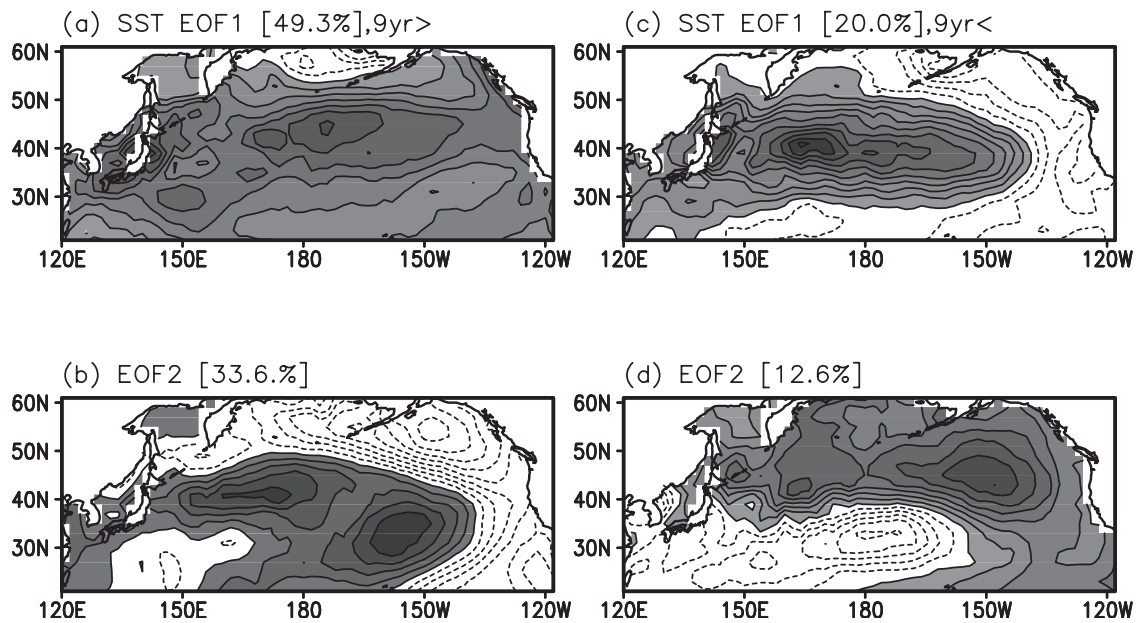 (a) SST EOF1 [49.3%],9yr>
60N
50N
40N
30N
120E 150E 180 150W 120W
(c) SST EOF1 [20.0%],9yr<
60N
50N
40N
30N
120E 150E 180 150W 120W
(b) EOF2 [33.6.%]
60N
50N
40N
30N
120E 150E 180 150W 120W
(d) EOF2 [12.6%]
60N
50N
40N
30N
120E 150E 180 150W 120W